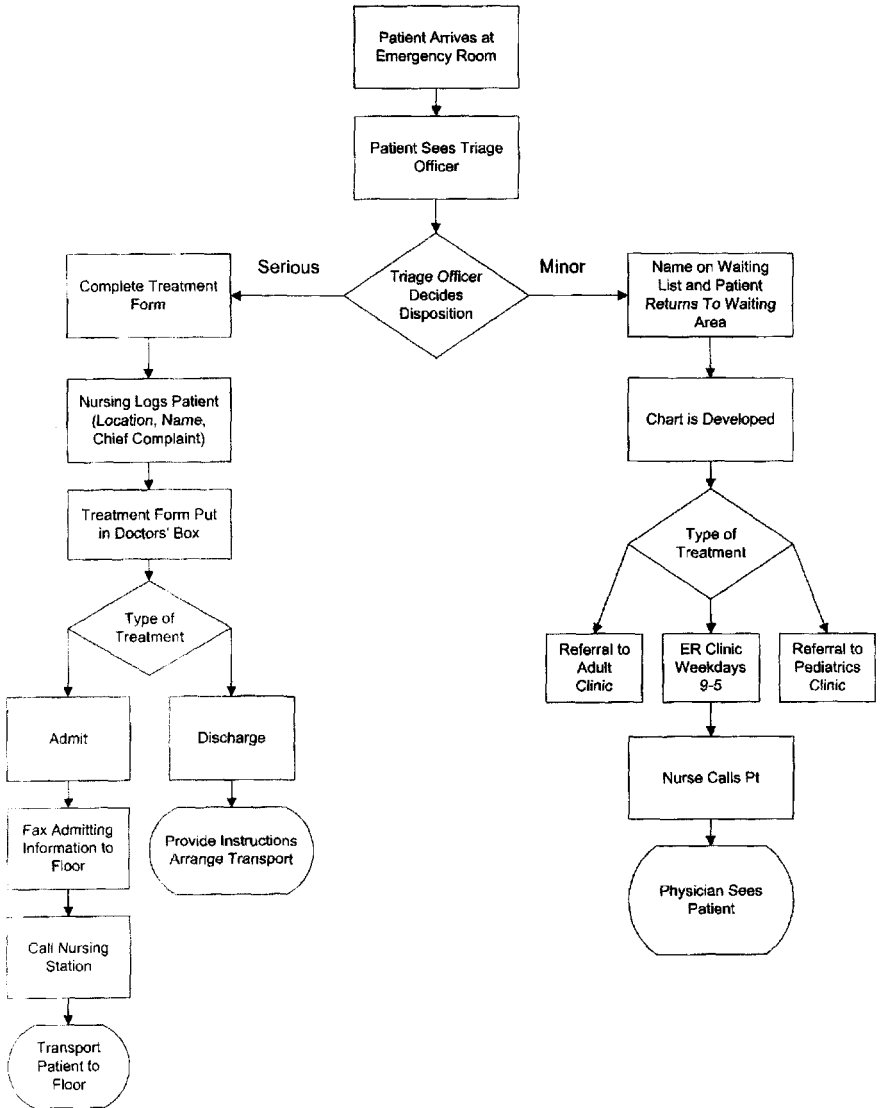 Patient Arrives at
Emergency Room
Patient Sees Triage
Officer
Triage Officer
Decides
Disposition
Serious
Minor
Complete Treatment
Form
Nursing Logs Patient
(Location, Name,
Chief Complaint)
Treatment Form Put
in Doctors' Box
Type of
Treatment
Admit
Fax Admitting
Information to
Floor
Call Nursing
Station
Transport
Patient to
Floor
Discharge
Provide Instructions
Arrange Transport
Name on Waiting
List and Patient
Returns To Waiting
Area
Chart is Developed
Type of
Treatment
Referral to
Adult
Clinic
ER Clinic
Weekdays
9-5
Referral to
Pediatrics
Clinic
Nurse Calls Pt
Physician Sees
Patient